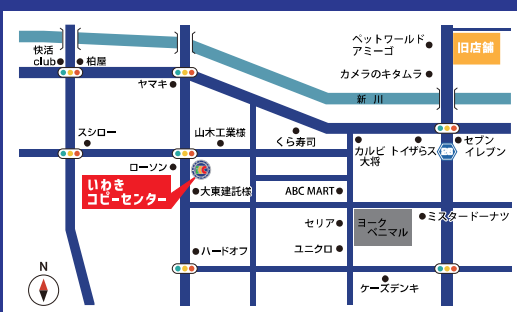 快活
club
柏屋
ヤマキ
ペットワールド
アミーゴ
カメラのキタムラ
旧店舗
新 川
スシロー
山木工業様
くら寿司
カルビ
大将
トイザらス
セブン
イレブン
ローソン
いわき
コピーセンター
大東建託様
ABC MART
セリア
ヨーク
ベニマル
ミスタードーナツ
ハードオフ
ユニクロ
ケーズデンキ
N